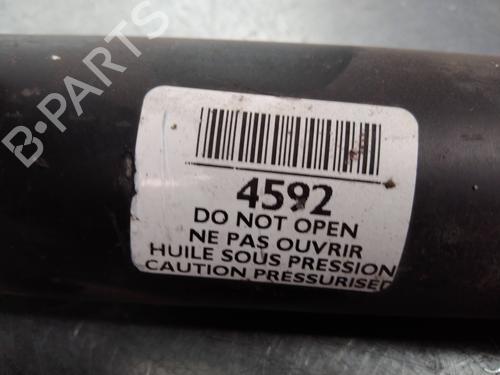 B-PARTS
4592
DO NOT OPEN
NE PAS OUVRIR
HUILE SOUS PRESSION
CAUTION PRESSURISED